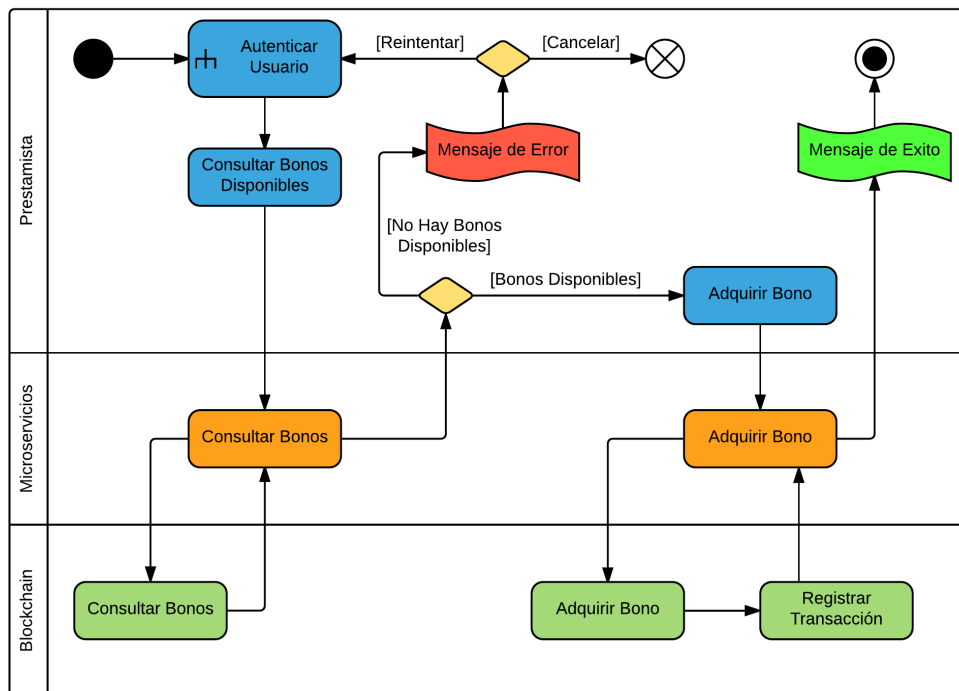 Prestamista
Autenticar
Usuario
[Reintentar]
[Cancelar]
Consultar Bonos
Disponibles
Mensaje de Error
Mensaje de Exito
[No Hay Bonos
Disponibles]
[Bonos Disponibles]
Adquirir Bono
Microservicios
Consultar Bonos
Adquirir Bono
Blockchain
Consultar Bonos
Adquirir Bono
Registrar
Transacción